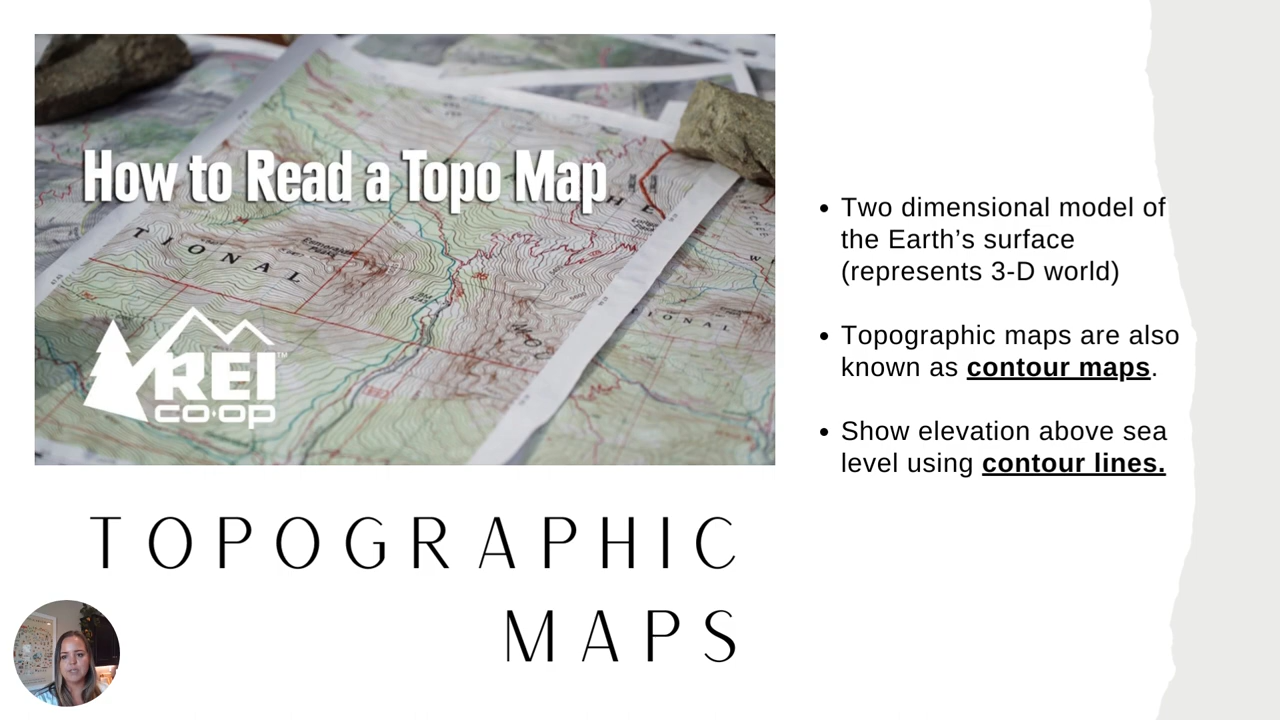 How to Read a Topo Map
T I O N A L
REI
co·op
TOPOGRAPHIC
MAPS
• Two dimensional model of
the Earth’s surface
(represents 3-D world)
• Topographic maps are also
known as contour maps.
• Show elevation above sea
level using contour lines.